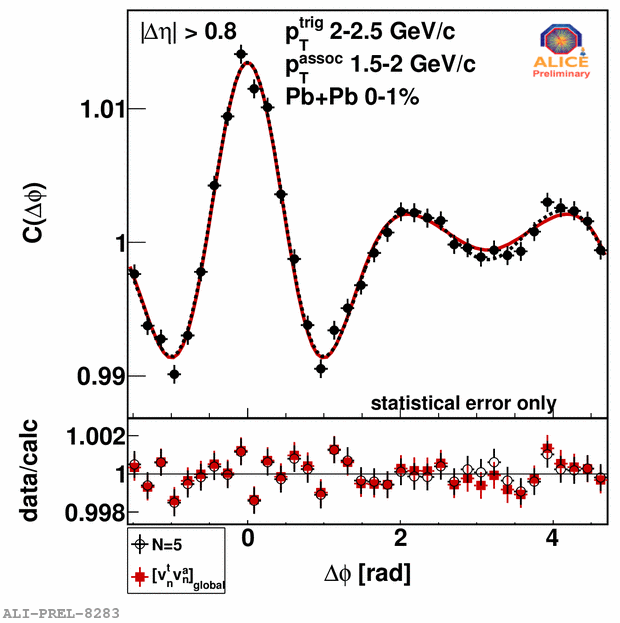 |Δη| > 0.8
p_T^trig 2-2.5 GeV/c
p_T^assoc 1.5-2 GeV/c
Pb+Pb 0-1%
ALICE
Preliminary
C(Δϕ)
1.01
1
0.99
statistical error only
data/calc
1.002
1
0.998
0
2
4
Δϕ [rad]
N=5
[v_n^t v_n^a]_global
ALI-PREL-8283